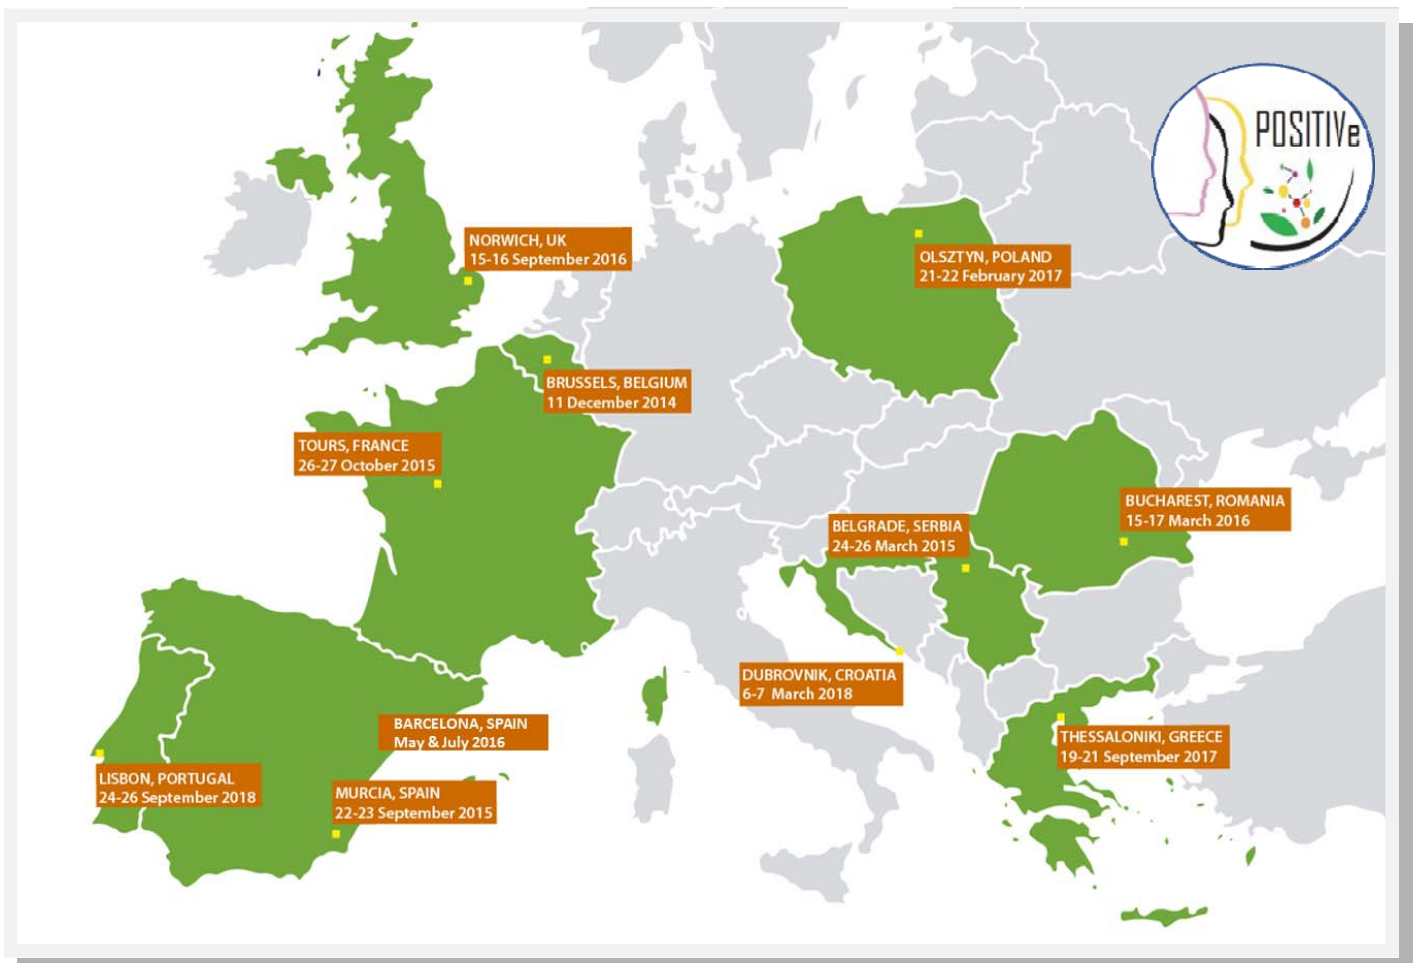 POSITIVe
NORWICH, UK
15-16 September 2016
OLSZTYN, POLAND
21-22 February 2017
BRUSSELS, BELGIUM
11 December 2014
TOURS, FRANCE
26-27 October 2015
BUCHAREST, ROMANIA
15-17 March 2016
BELGRADE, SERBIA
24-26 March 2015
DUBROVNIK, CROATIA
6-7 March 2018
BARCELONA, SPAIN
May & July 2016
THESSALONIKI, GREECE
19-21 September 2017
LISBON, PORTUGAL
24-26 September 2018
MURCIA, SPAIN
22-23 September 2015